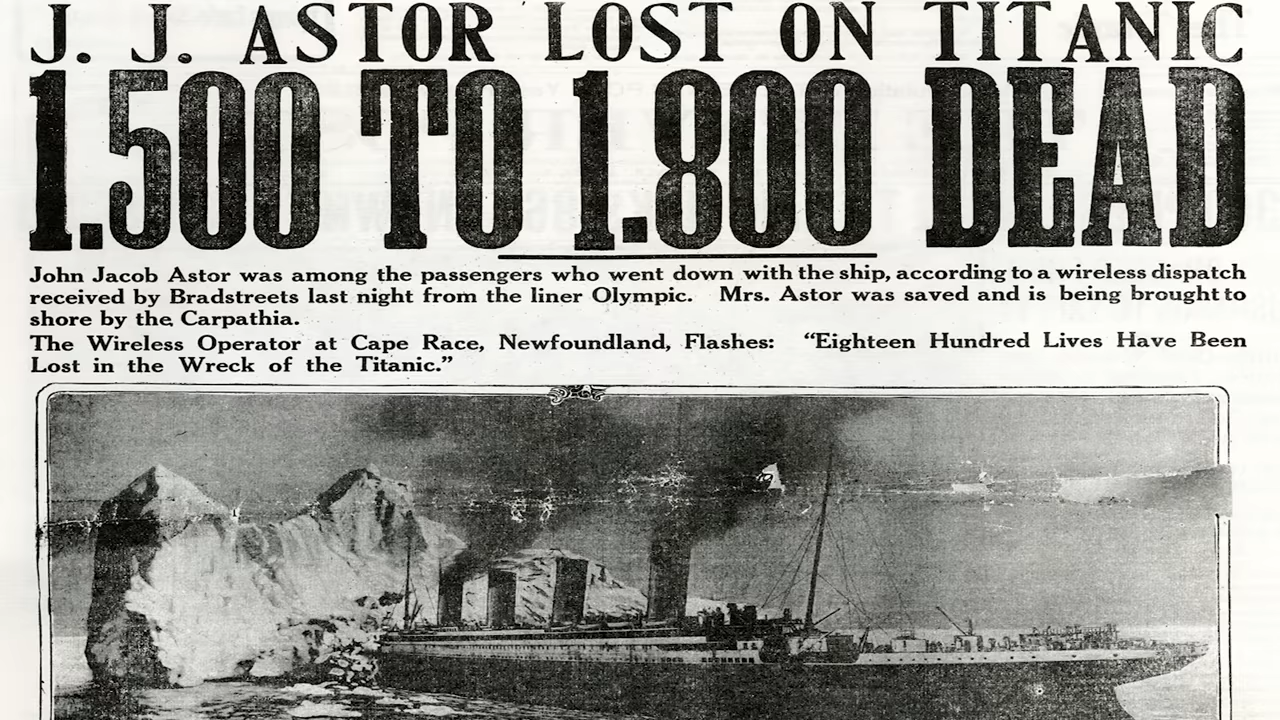 J. J. ASTOR LOST ON TITANIC
1.500 TO 1.800 DEAD
John Jacob Astor was among the passengers who went down with the ship, according to a wireless dispatch
received by Bradstreets last night from the liner Olympic. Mrs. Astor was saved and is being brought to
shore by the Carpathia.
The Wireless Operator at Cape Race, Newfoundland, Flashes: “Eighteen Hundred Lives Have Been
Lost in the Wreck of the Titanic.”